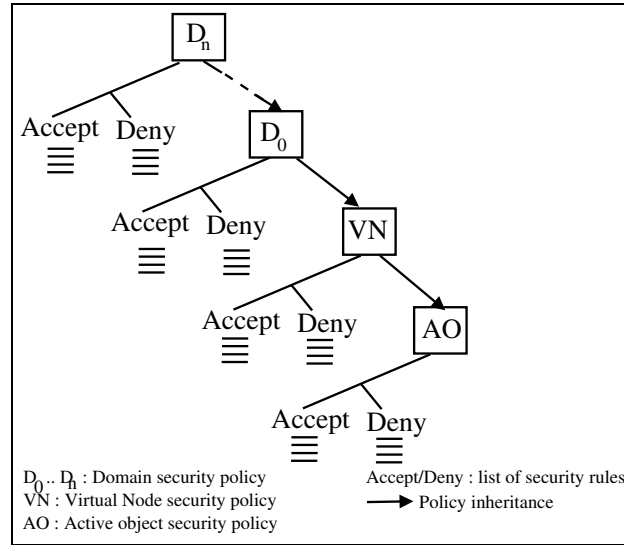 Dn
Accept Deny
D0
Accept Deny
VN
Accept Deny
AO
Accept Deny
D0 .. Dn : Domain security policy
Accept/Deny : list of security rules
VN : Virtual Node security policy
Policy inheritance
AO : Active object security policy